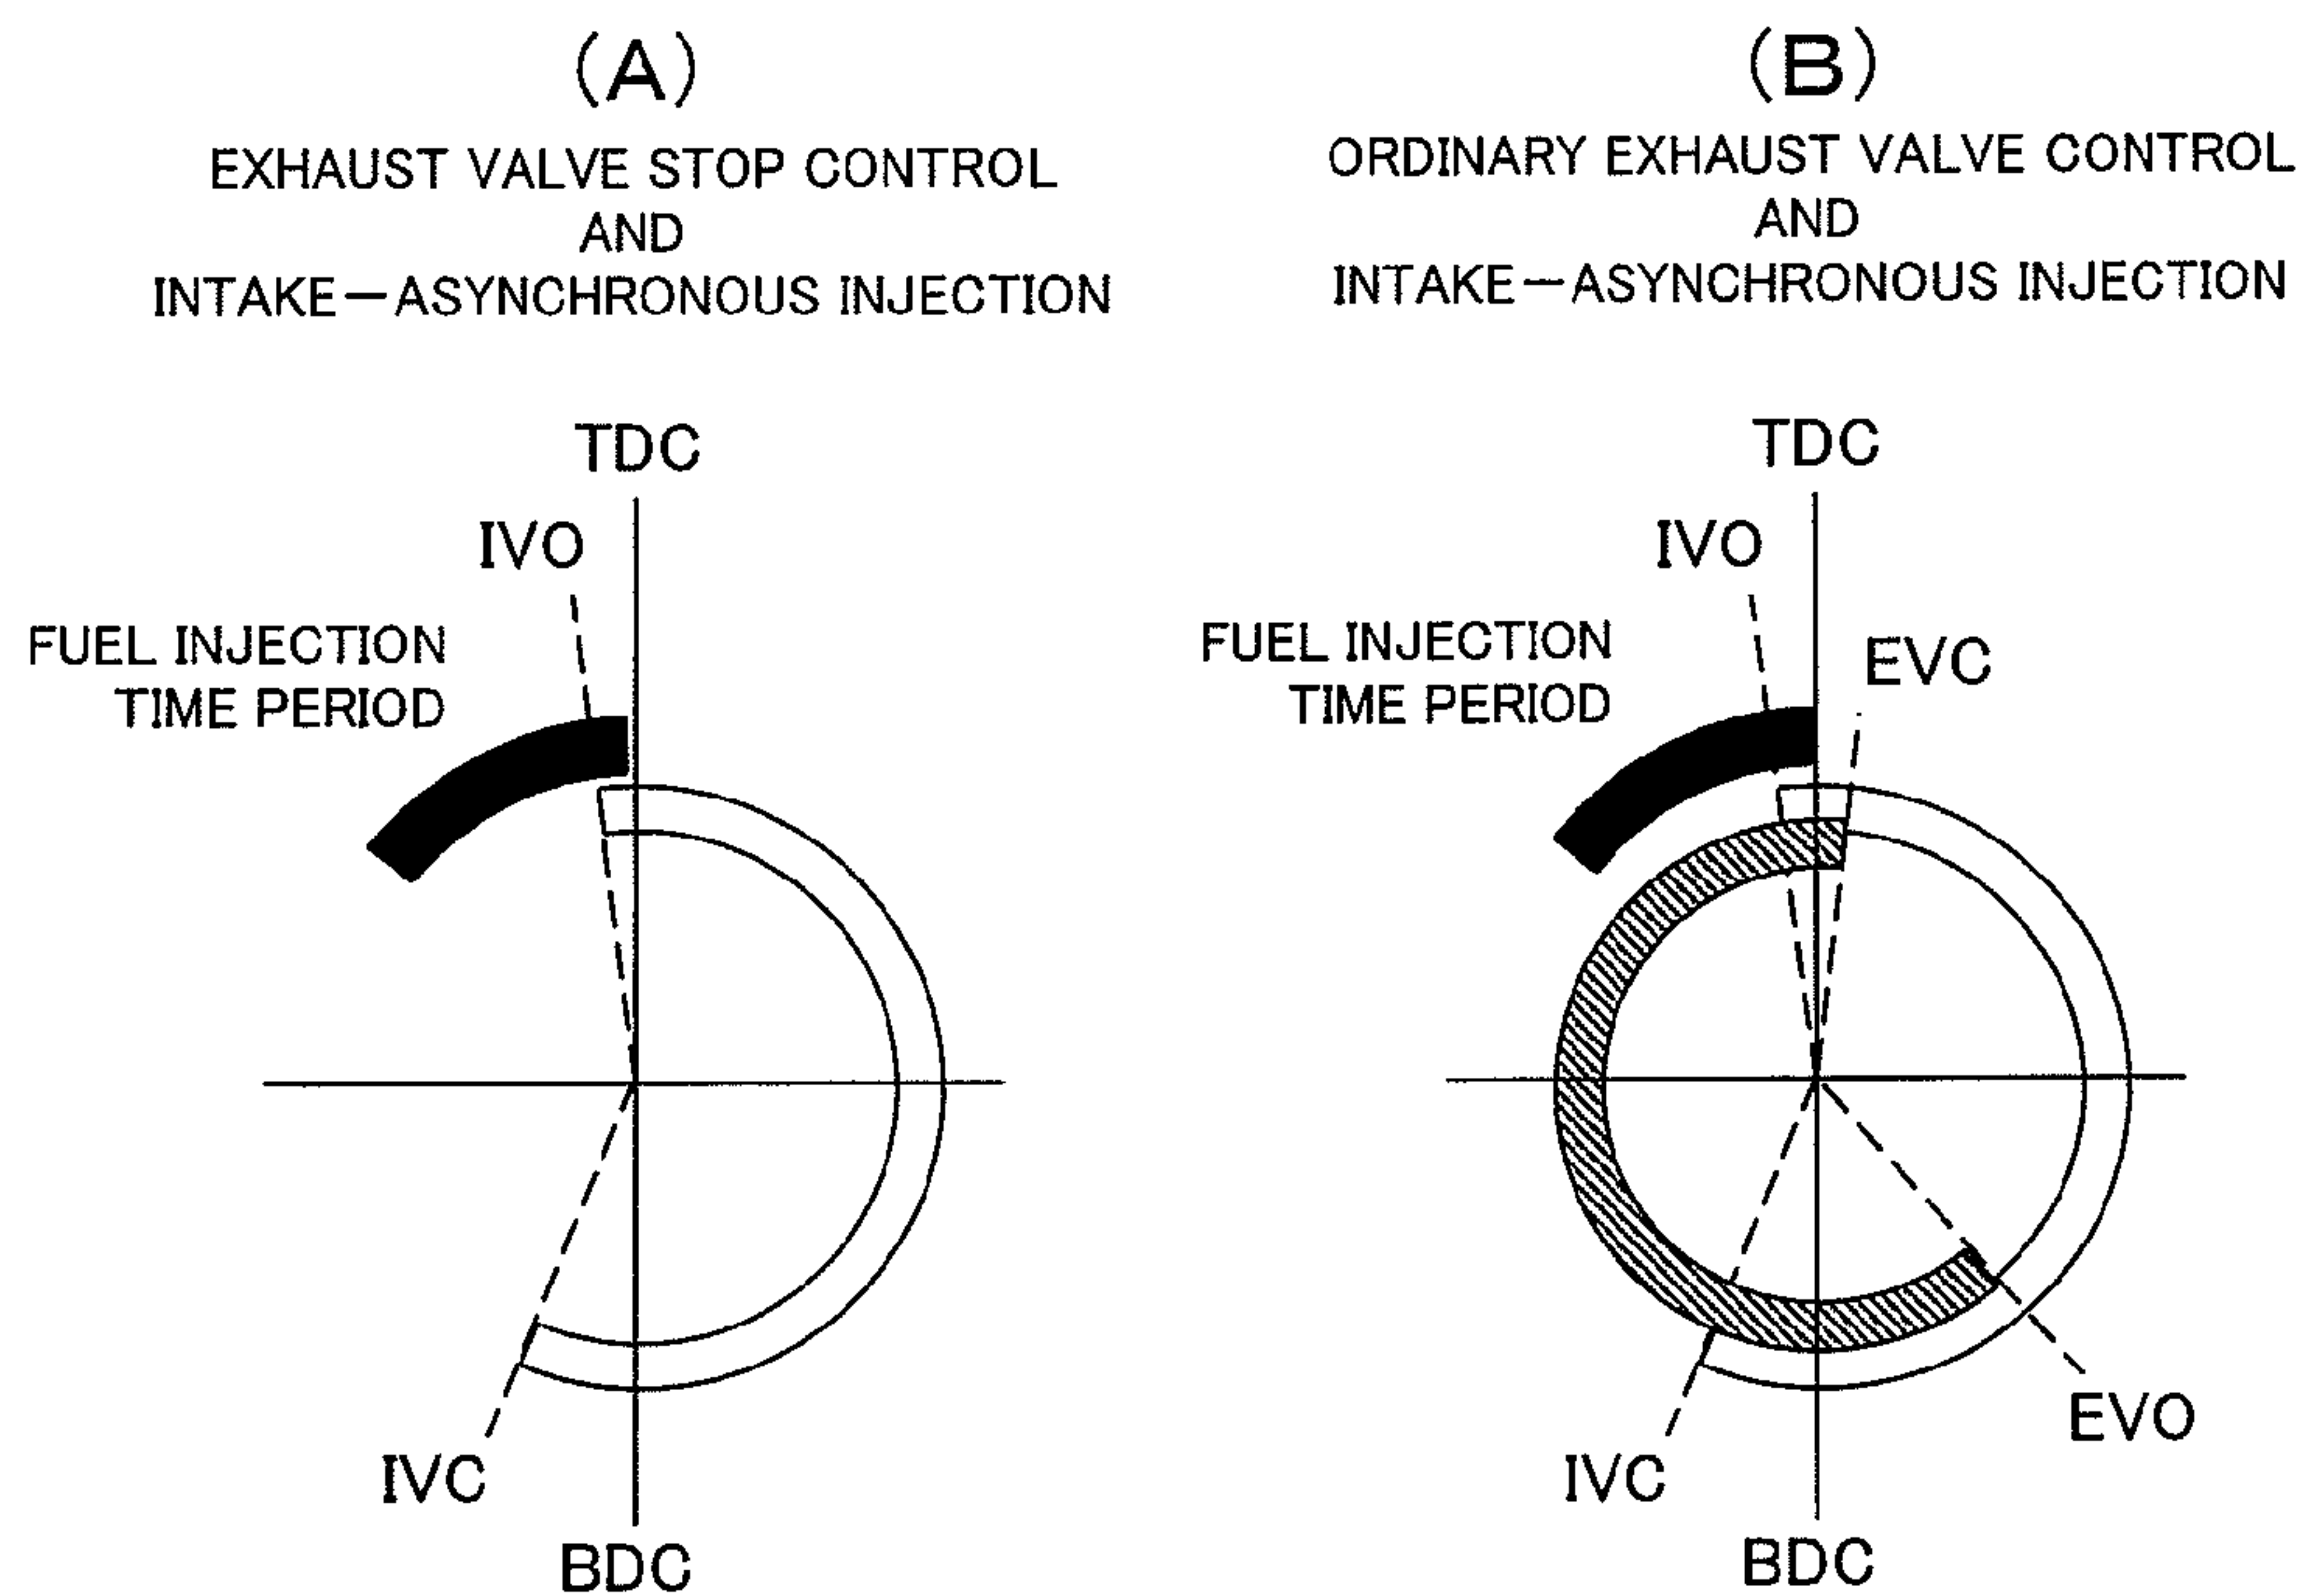 (A)
EXHAUST VALVE STOP CONTROL
AND
INTAKE—ASYNCHRONOUS INJECTION
TDC
IVO
FUEL INJECTION
TIME PERIOD
IVC
BDC
(B)
ORDINARY EXHAUST VALVE CONTROL
AND
INTAKE—ASYNCHRONOUS INJECTION
TDC
IVO
FUEL INJECTION
TIME PERIOD
EVC
EVO
IVC
BDC